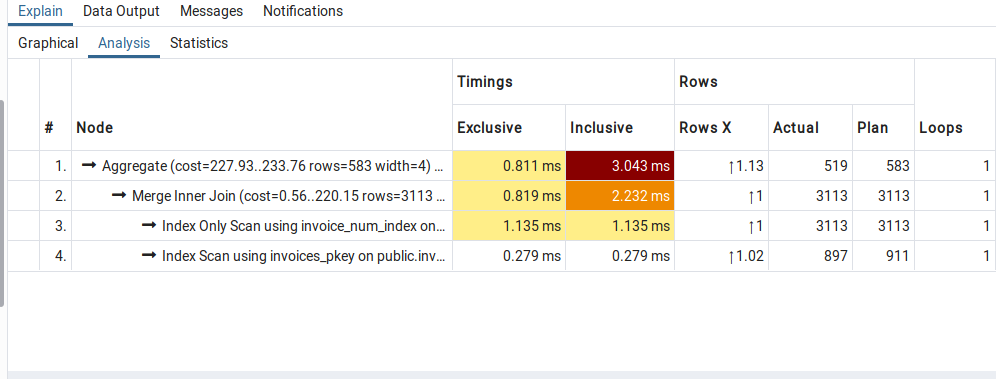 Explain Data Output Messages Notifications
Graphical Analysis Statistics
Timings Rows
# Node Exclusive Inclusive Rows X Actual Plan Loops
1. → Aggregate (cost=227.93..233.76 rows=583 width=4) ... 0.811 ms 3.043 ms ↑1.13 519 583 1
2. → Merge Inner Join (cost=0.56..220.15 rows=3113 ... 0.819 ms 2.232 ms ↑1 3113 3113 1
3. → Index Only Scan using invoice_num_index on... 1.135 ms 1.135 ms ↑1 3113 3113 1
4. → Index Scan using invoices_pkey on public.inv... 0.279 ms 0.279 ms ↑1.02 897 911 1